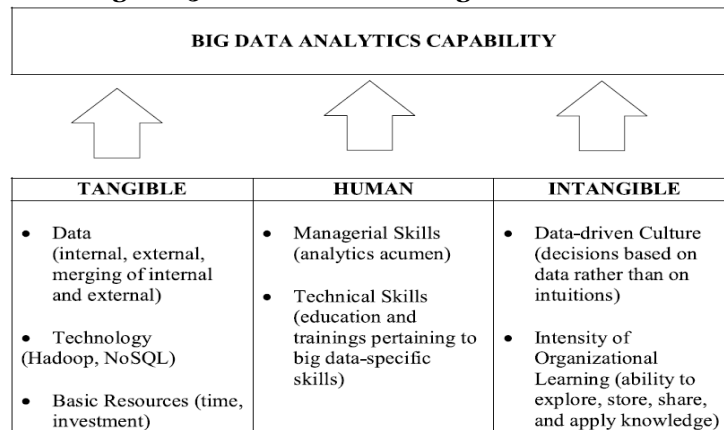 BIG DATA ANALYTICS CAPABILITY
TANGIBLE
• Data
(internal, external,
merging of internal
and external)
• Technology
(Hadoop, NoSQL)
• Basic Resources (time,
investment)
HUMAN
• Managerial Skills
(analytics acumen)
• Technical Skills
(education and
trainings pertaining to
big data-specific
skills)
INTANGIBLE
• Data-driven Culture
(decisions based on
data rather than on
intuitions)
• Intensity of
Organizational
Learning (ability to
explore, store, share,
and apply knowledge)